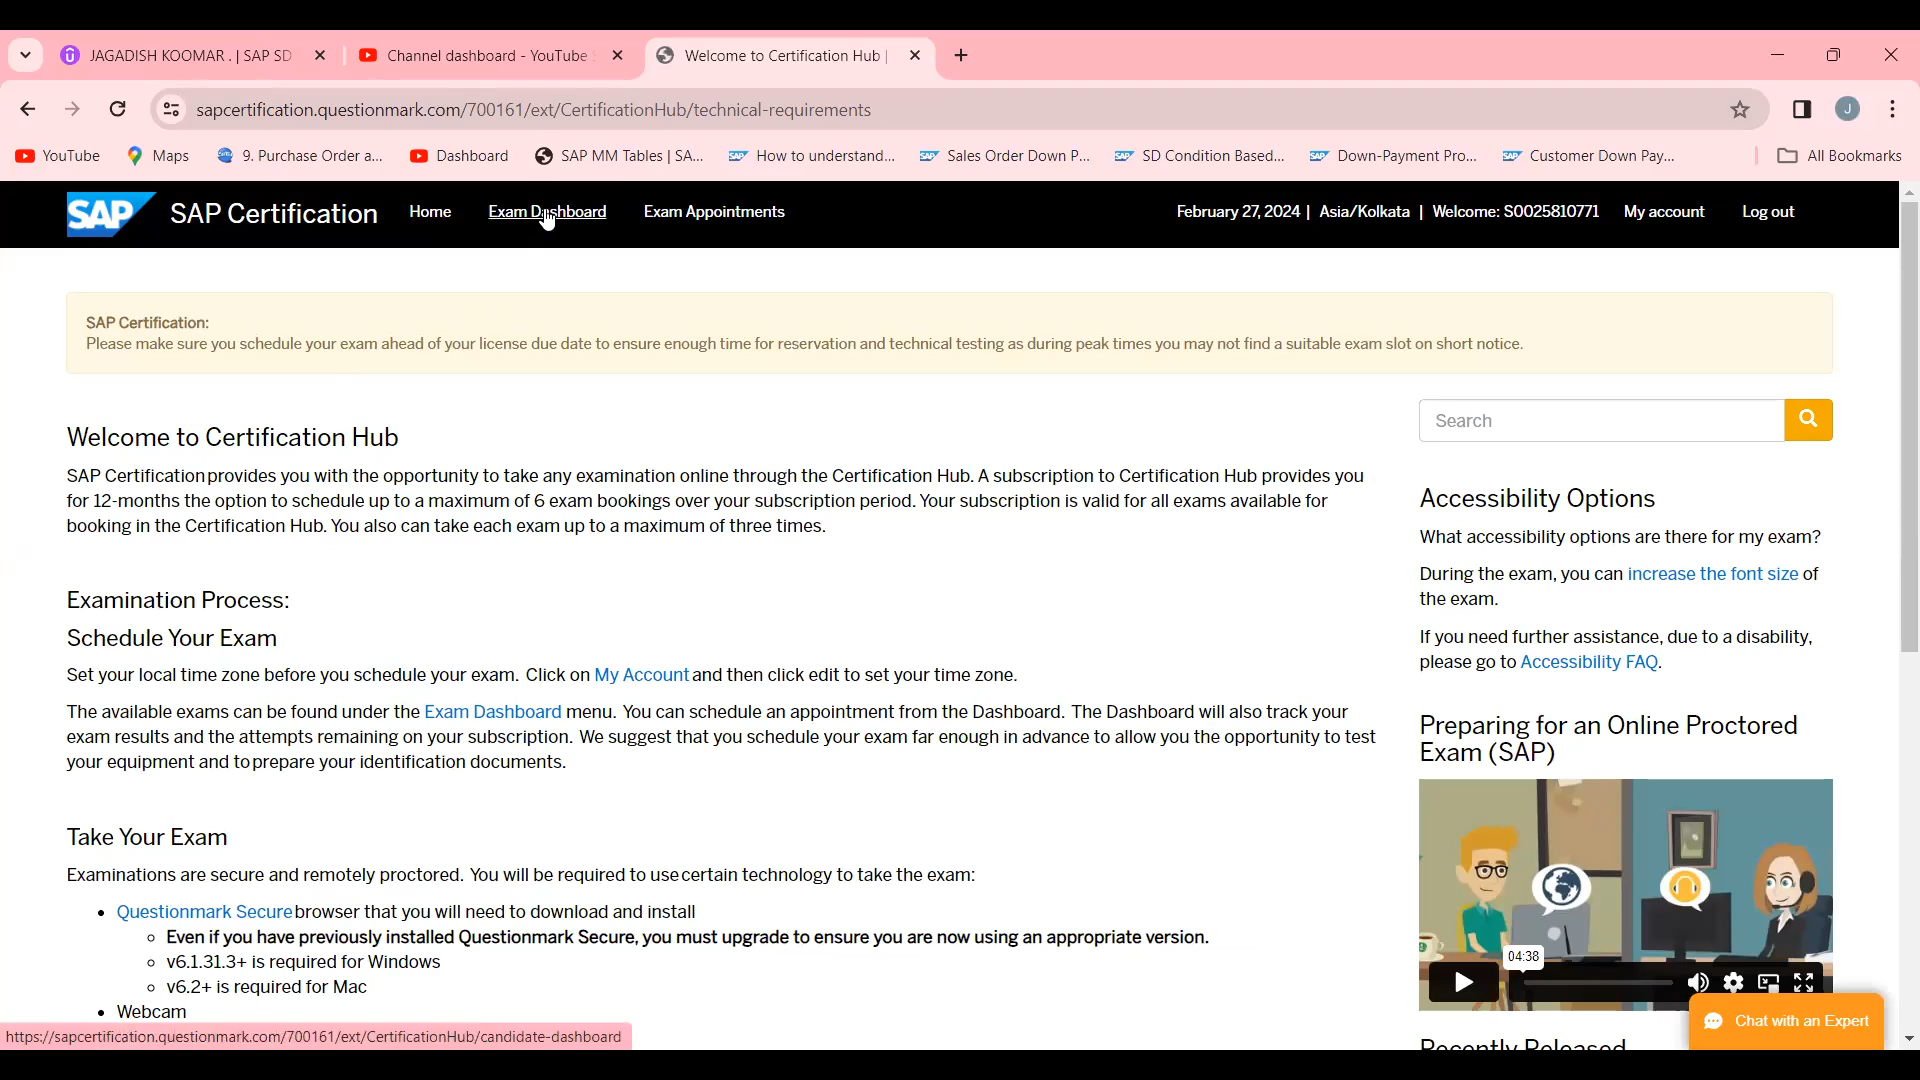 JAGADISH KOOMAR . | SAP SD
Channel dashboard - YouTube
Welcome to Certification Hub |
sapcertification.questionmark.com/700161/ext/CertificationHub/technical-requirements
J
YouTube
Maps
9. Purchase Order a...
Dashboard
SAP MM Tables | SA...
How to understand...
Sales Order Down P...
SD Condition Based...
Down-Payment Pro...
Customer Down Pay...
All Bookmarks
SAP
SAP Certification
Home
Exam Dashboard
Exam Appointments
February 27, 2024 | Asia/Kolkata | Welcome: S0025810771
My account
Log out
SAP Certification:
Please make sure you schedule your exam ahead of your license due date to ensure enough time for reservation and technical testing as during peak times you may not find a suitable exam slot on short notice.
Welcome to Certification Hub
SAP Certification provides you with the opportunity to take any examination online through the Certification Hub. A subscription to Certification Hub provides you
for 12-months the option to schedule up to a maximum of 6 exam bookings over your subscription period. Your subscription is valid for all exams available for
booking in the Certification Hub. You also can take each exam up to a maximum of three times.
Examination Process:
Schedule Your Exam
Set your local time zone before you schedule your exam. Click on My Account and then click edit to set your time zone.
The available exams can be found under the Exam Dashboard menu. You can schedule an appointment from the Dashboard. The Dashboard will also track your
exam results and the attempts remaining on your subscription. We suggest that you schedule your exam far enough in advance to allow you the opportunity to test
your equipment and to prepare your identification documents.
Take Your Exam
Examinations are secure and remotely proctored. You will be required to use certain technology to take the exam:
• Questionmark Secure browser that you will need to download and install
Even if you have previously installed Questionmark Secure, you must upgrade to ensure you are now using an appropriate version.
v6.1.31.3+ is required for Windows
v6.2+ is required for Mac
• Webcam
https://sapcertification.questionmark.com/700161/ext/CertificationHub/candidate-dashboard
Search
Accessibility Options
What accessibility options are there for my exam?
During the exam, you can increase the font size of
the exam.
If you need further assistance, due to a disability,
please go to Accessibility FAQ.
Preparing for an Online Proctored
Exam (SAP)
04:38
Chat with an Expert
Recently Released